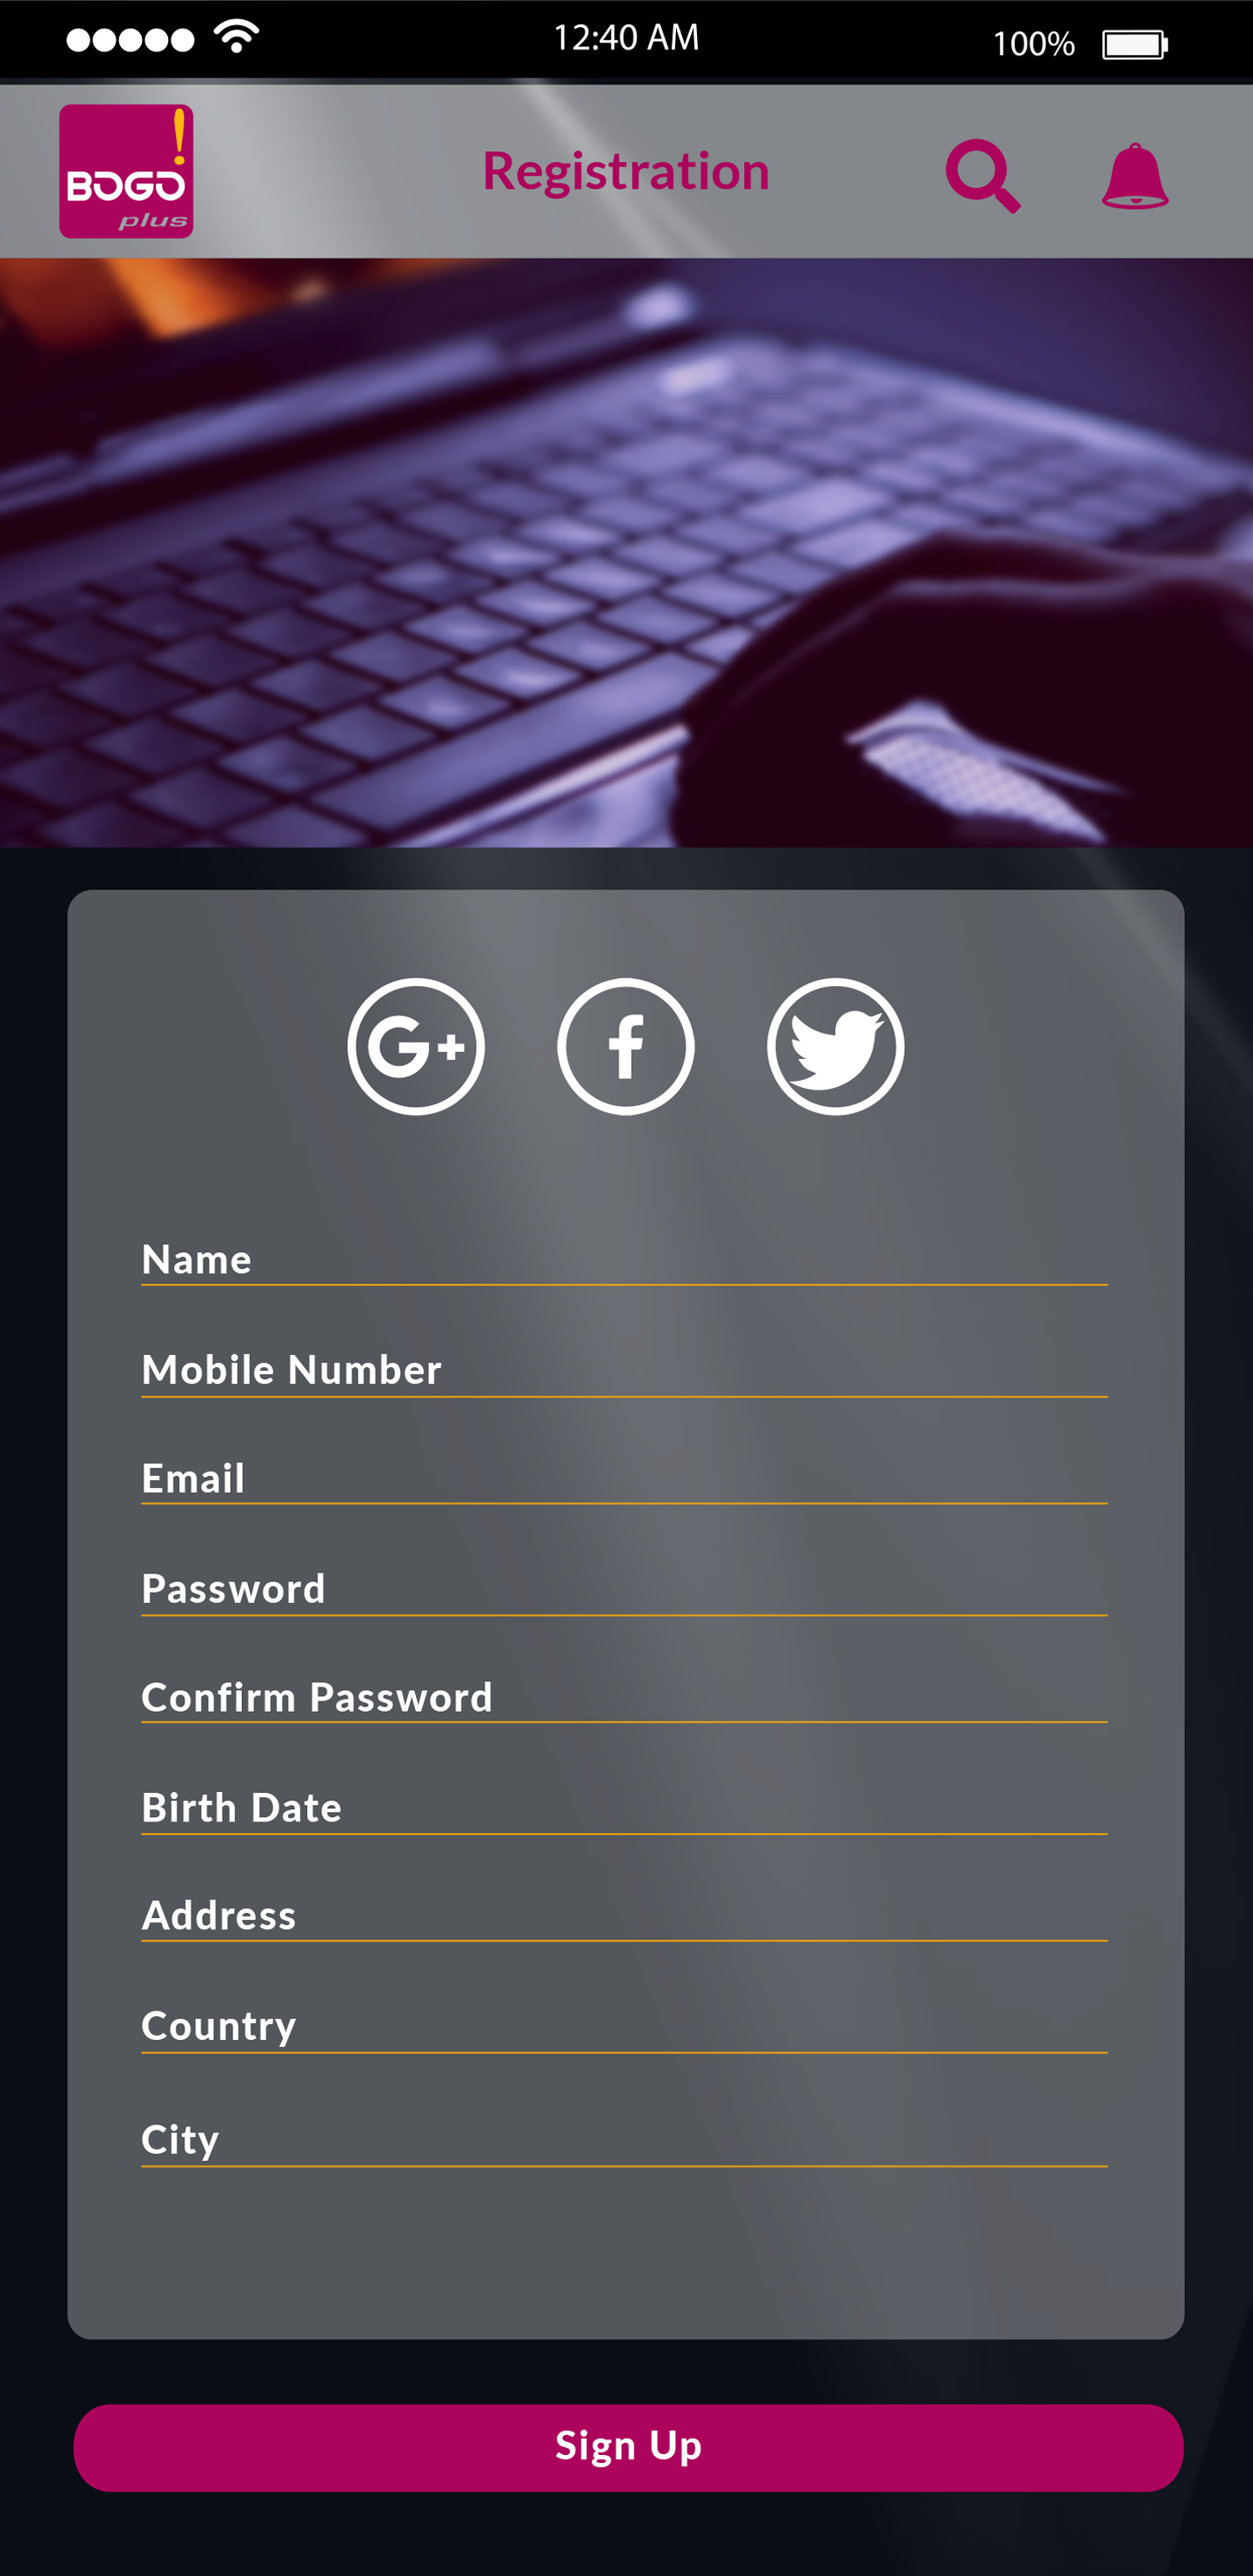 12:40 AM
100%
BOGO!
plus
Registration
G+
f
Name
Mobile Number
Email
Password
Confirm Password
Birth Date
Address
Country
City
Sign Up